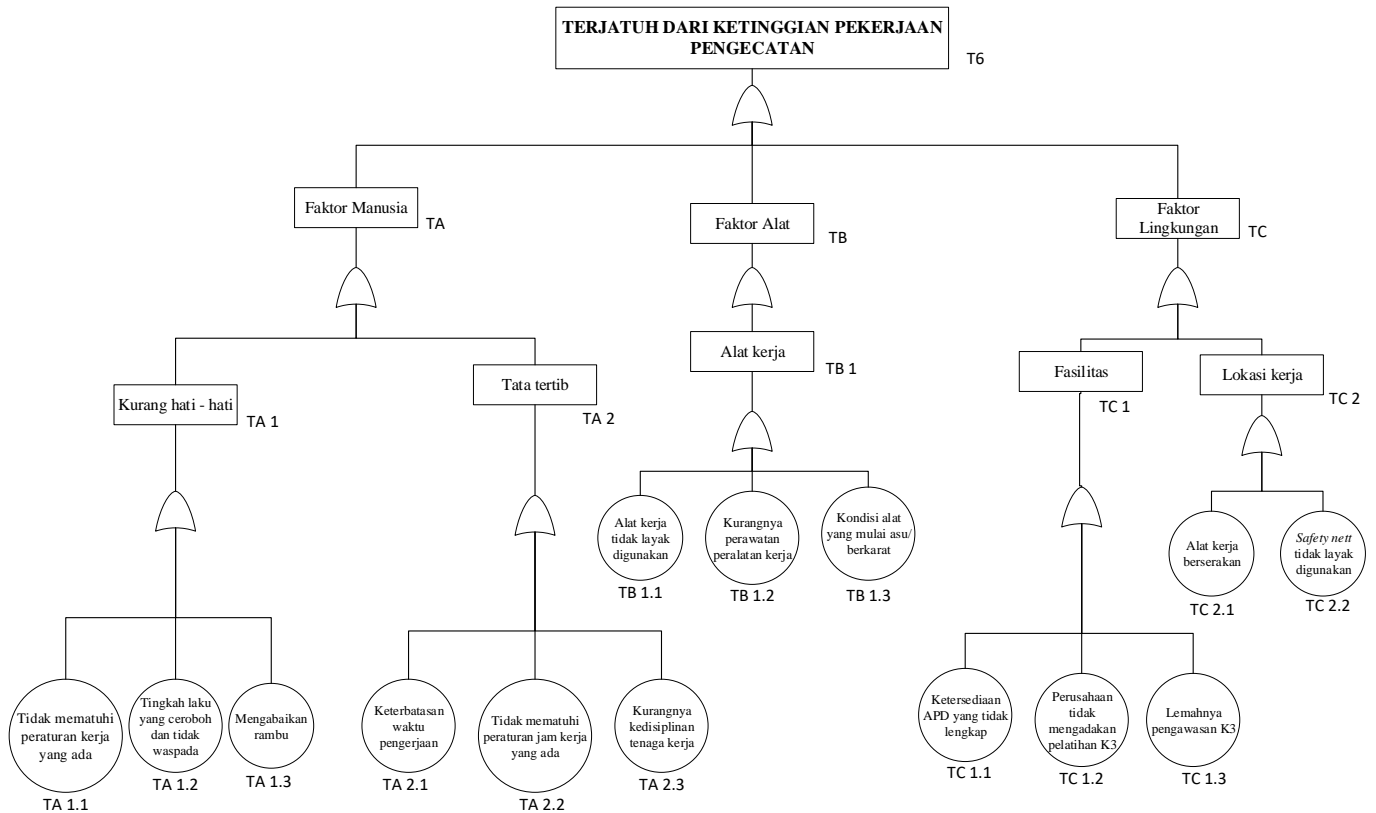 TERJATUH DARI KETINGGIAN PEKERJAAN
PENGECATAN
T6
Faktor Manusia
TA
Faktor Alat
TB
Faktor
Lingkungan
TC
Kurang hati - hati
TA 1
Tata tertib
TA 2
Alat kerja
TB 1
Fasilitas
TC 1
Lokasi kerja
TC 2
Tidak mematuhi
peraturan kerja
yang ada
TA 1.1
Tingkah laku
yang ceroboh
dan tidak
waspada
TA 1.2
Mengabaikan
rambu
TA 1.3
Keterbatasan
waktu
pengerjaan
TA 2.1
Tidak mematuhi
peraturan jam kerja
yang ada
TA 2.2
Kurangnya
kedisiplinan
tenaga kerja
TA 2.3
Alat kerja
tidak layak
digunakan
TB 1.1
Kurangnya
perawatan
peralatan kerja
TB 1.2
Kondisi alat
yang mulai asu/
berkarat
TB 1.3
Ketersediaan
APD yang tidak
lengkap
TC 1.1
Perusahaan
tidak
mengadakan
pelatihan K3
TC 1.2
Lemahnya
pengawasan K3
TC 1.3
Alat kerja
berserakan
TC 2.1
Safety nett
tidak layak
digunakan
TC 2.2